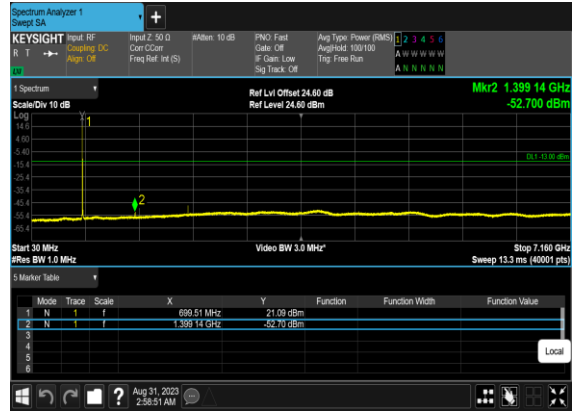 Spectrum Analyzer 1
Swept SA
+
KEYSIGHT Input: RF Input Z: 50 Ω #Atten: 10 dB PNO: Fast Avg Type: Power (RMS) 1 2 3 4 5 6
R T Coupling: DC Corr CCorr Gate: Off Avg|Hold: 100/100 A W W W W W
Align: Off Freq Ref: Int (S) IF Gain: Low Trig: Free Run
Sig Track: Off A N N N N N
1 Spectrum Ref Lvl Offset 24.60 dB Mkr2 1.399 14 GHz
Scale/Div 10 dB Ref Level 24.60 dBm -52.700 dBm
Log
14.6
4.60
-5.40
-15.4
-25.4
-35.4
-45.4
-55.4
-65.4
1
2
DL1 -13.00 dBm
Start 30 MHz Video BW 3.0 MHz* Stop 7.160 GHz
#Res BW 1.0 MHz Sweep 13.3 ms (40001 pts)
5 Marker Table
Mode Trace Scale X Y Function Function Width Function Value
1 N 1 f 699.51 MHz 21.09 dBm
2 N 1 f 1.399 14 GHz -52.70 dBm
3
4
5
6
Local
? Aug 31, 2023
2:58:51 AM